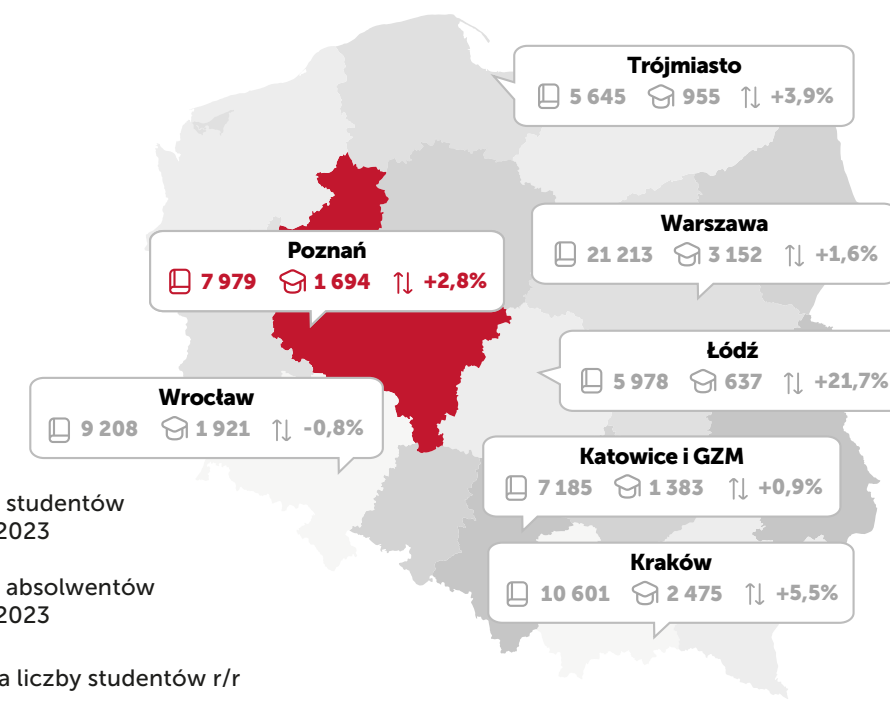 Trójmiasto
5 645 955 +3,9%
Warszawa
21 213 3 152 +1,6%
Poznań
7 979 1 694 +2,8%
Łódź
5 978 637 +21,7%
Wrocław
9 208 1 921 -0,8%
Katowice i GZM
7 185 1 383 +0,9%
Kraków
10 601 2 475 +5,5%
studentów
2023
absolwentów
2023
a liczby studentów r/r